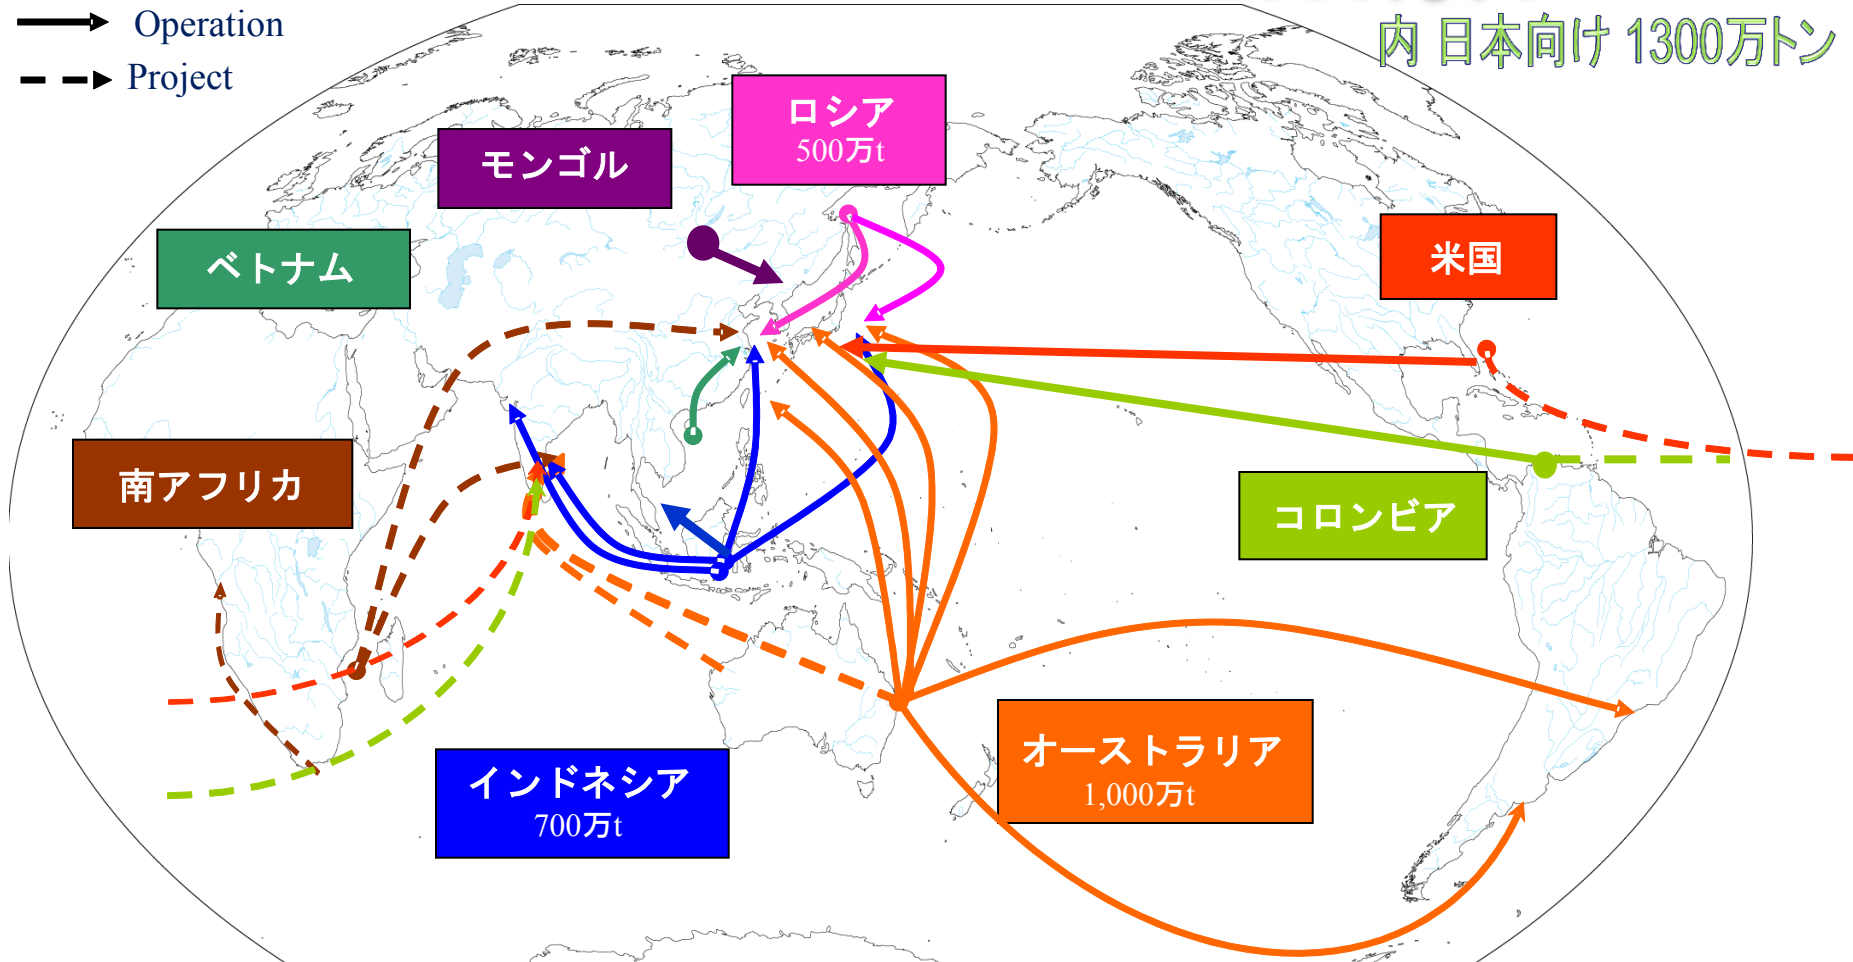 Operation
Project
内 日本向け 1300万トン
ロシア
500万t
モンゴル
米国
ベトナム
南アフリカ
コロンビア
オーストラリア
1,000万t
インドネシア
700万t